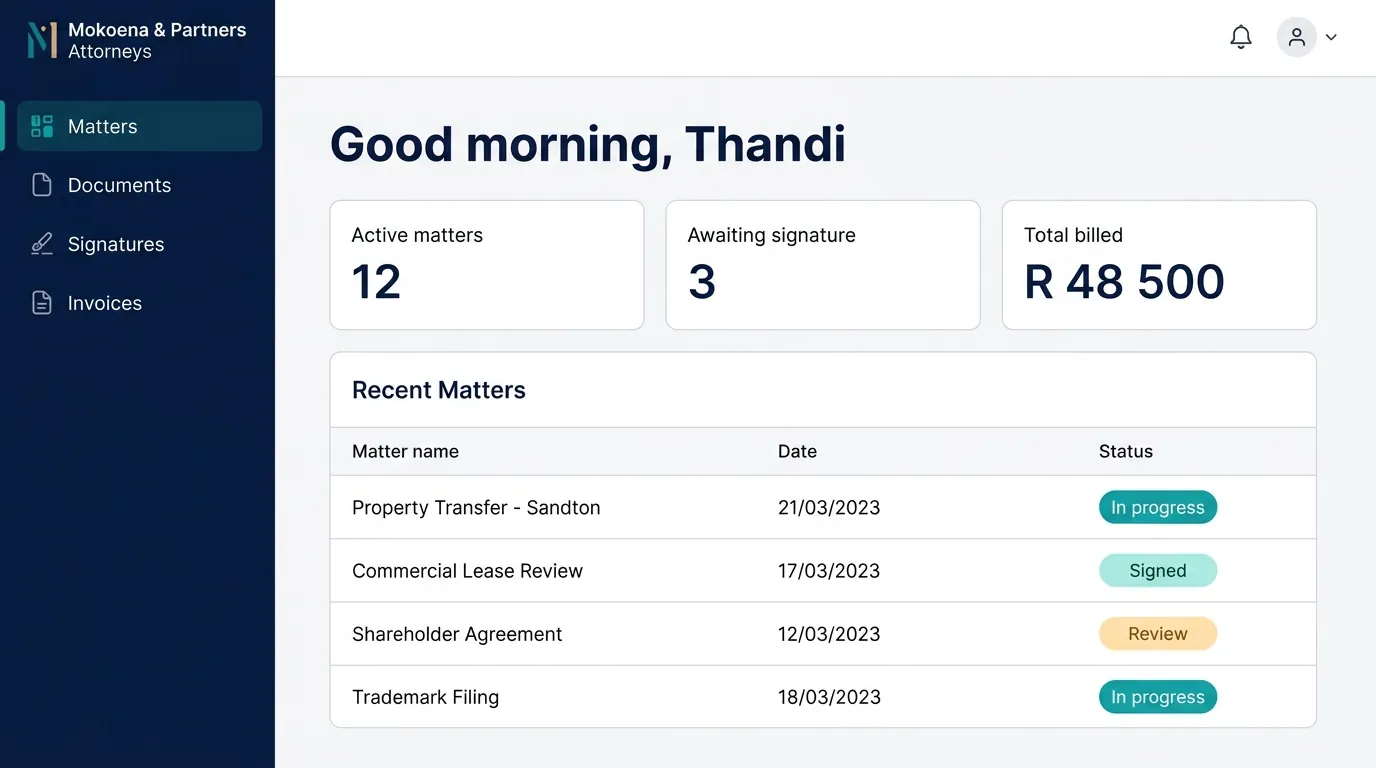 Mokoena & Partners
Attorneys
Matters
Documents
Signatures
Invoices
Good morning, Thandi
Active matters
12
Awaiting signature
3
Total billed
R 48 500
Recent Matters
Matter name Date Status
Property Transfer - Sandton 21/03/2023 In progress
Commercial Lease Review 17/03/2023 Signed
Shareholder Agreement 12/03/2023 Review
Trademark Filing 18/03/2023 In progress